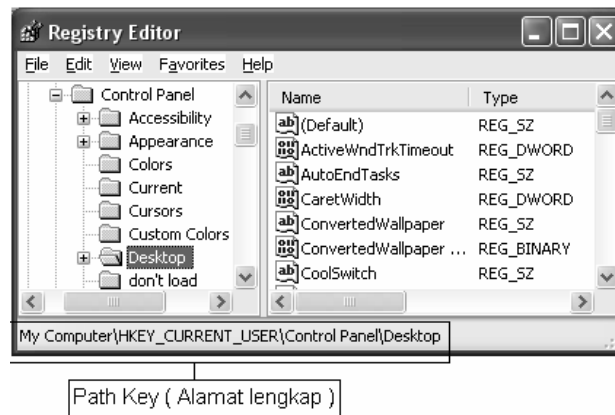 Registry Editor
File Edit View Favorites Help
Control Panel
Accessibility
Appearance
Colors
Current
Cursors
Custom Colors
Desktop
don't load
Name Type
(Default) REG_SZ
ActiveWndTrkTimeout REG_DWORD
AutoEndTasks REG_SZ
CaretWidth REG_DWORD
ConvertedWallpaper REG_SZ
ConvertedWallpaper ... REG_BINARY
CoolSwitch REG_SZ
My Computer\HKEY_CURRENT_USER\Control Panel\Desktop
Path Key ( Alamat lengkap )